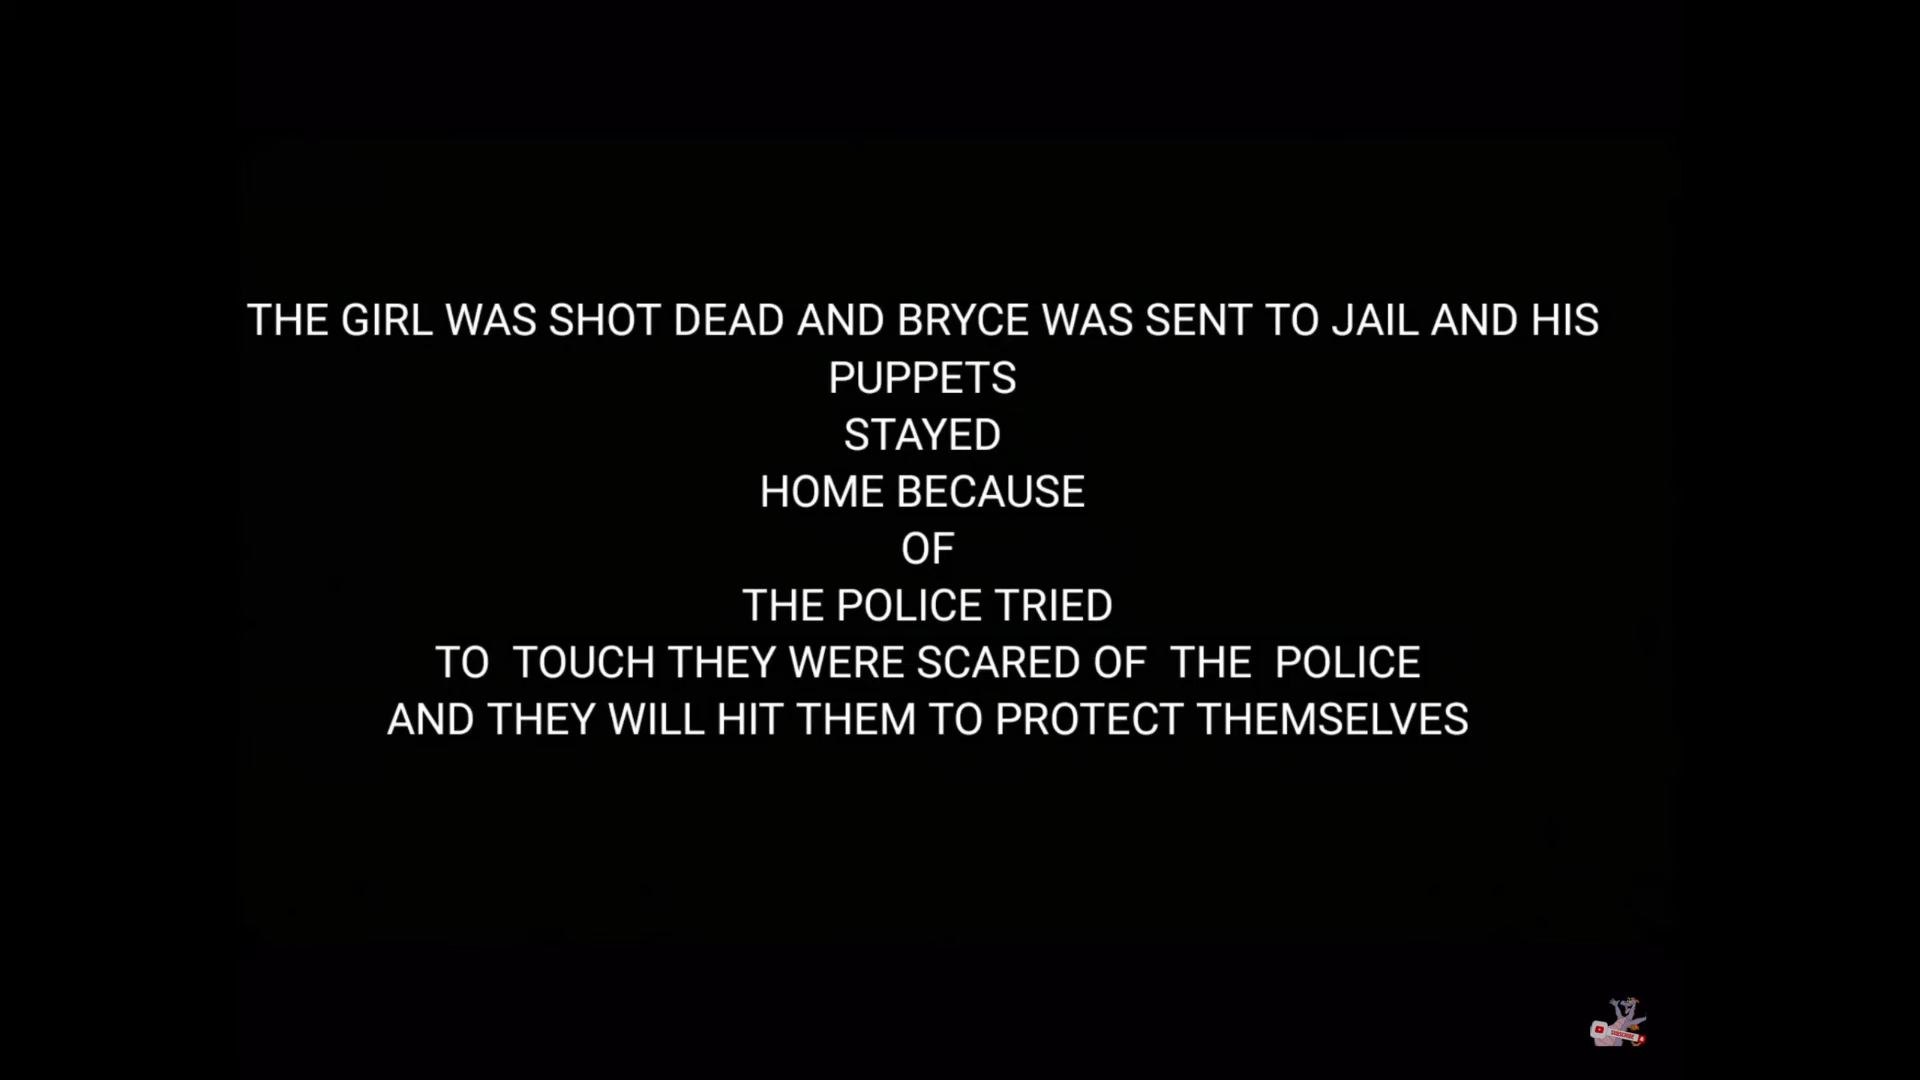 THE GIRL WAS SHOT DEAD AND BRYCE WAS SENT TO JAIL AND HIS
PUPPETS
STAYED
HOME BECAUSE
OF
THE POLICE TRIED
TO  TOUCH THEY WERE SCARED OF  THE  POLICE
AND THEY WILL HIT THEM TO PROTECT THEMSELVES
SUBSCRIBE